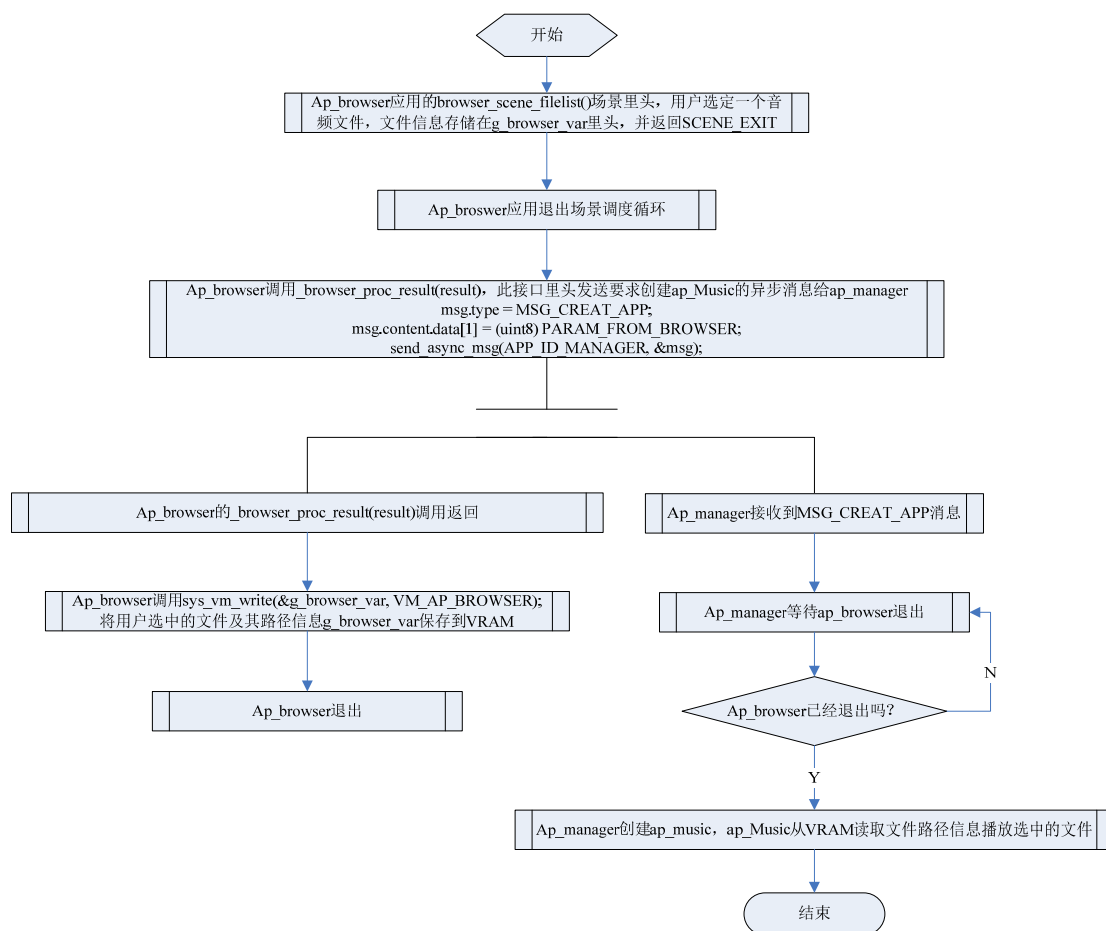 开始
Ap_browser应用的browser_scene_filelist()场景里头，用户选定一个音
频文件，文件信息存储在g_browser_var里头，并返回SCENE_EXIT
Ap_broswer应用退出场景调度循环
Ap_browser调用_browser_proc_result(result)，此接口里头发送要求创建ap_Music的异步消息给ap_manager
msg.type = MSG_CREAT_APP;
msg.content.data[1] = (uint8) PARAM_FROM_BROWSER;
send_async_msg(APP_ID_MANAGER, &msg);
Ap_browser的_browser_proc_result(result)调用返回
Ap_manager接收到MSG_CREAT_APP消息
Ap_browser调用sys_vm_write(&g_browser_var, VM_AP_BROWSER);
将用户选中的文件及其路径信息g_browser_var保存到VRAM
Ap_manager等待ap_browser退出
N
Ap_browser退出
Ap_browser已经退出吗？
Y
Ap_manager创建ap_music，ap_Music从VRAM读取文件路径信息播放选中的文件
结束